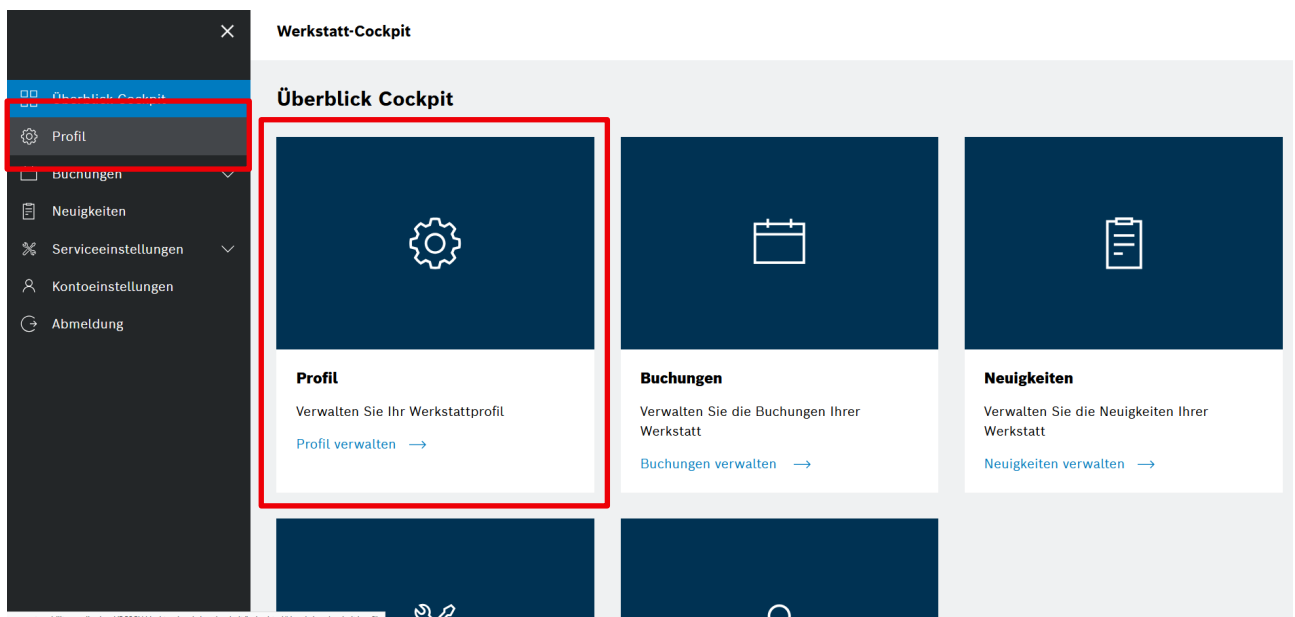 Werkstatt-Cockpit
Überblick Cockpit
Profil
Buchungen
Neuigkeiten
Serviceeinstellungen
Kontoeinstellungen
Abmeldung
Überblick Cockpit
Profil
Verwalten Sie Ihr Werkstattprofil
Profil verwalten
Buchungen
Verwalten Sie die Buchungen Ihrer
Werkstatt
Buchungen verwalten
Neuigkeiten
Verwalten Sie die Neuigkeiten Ihrer
Werkstatt
Neuigkeiten verwalten